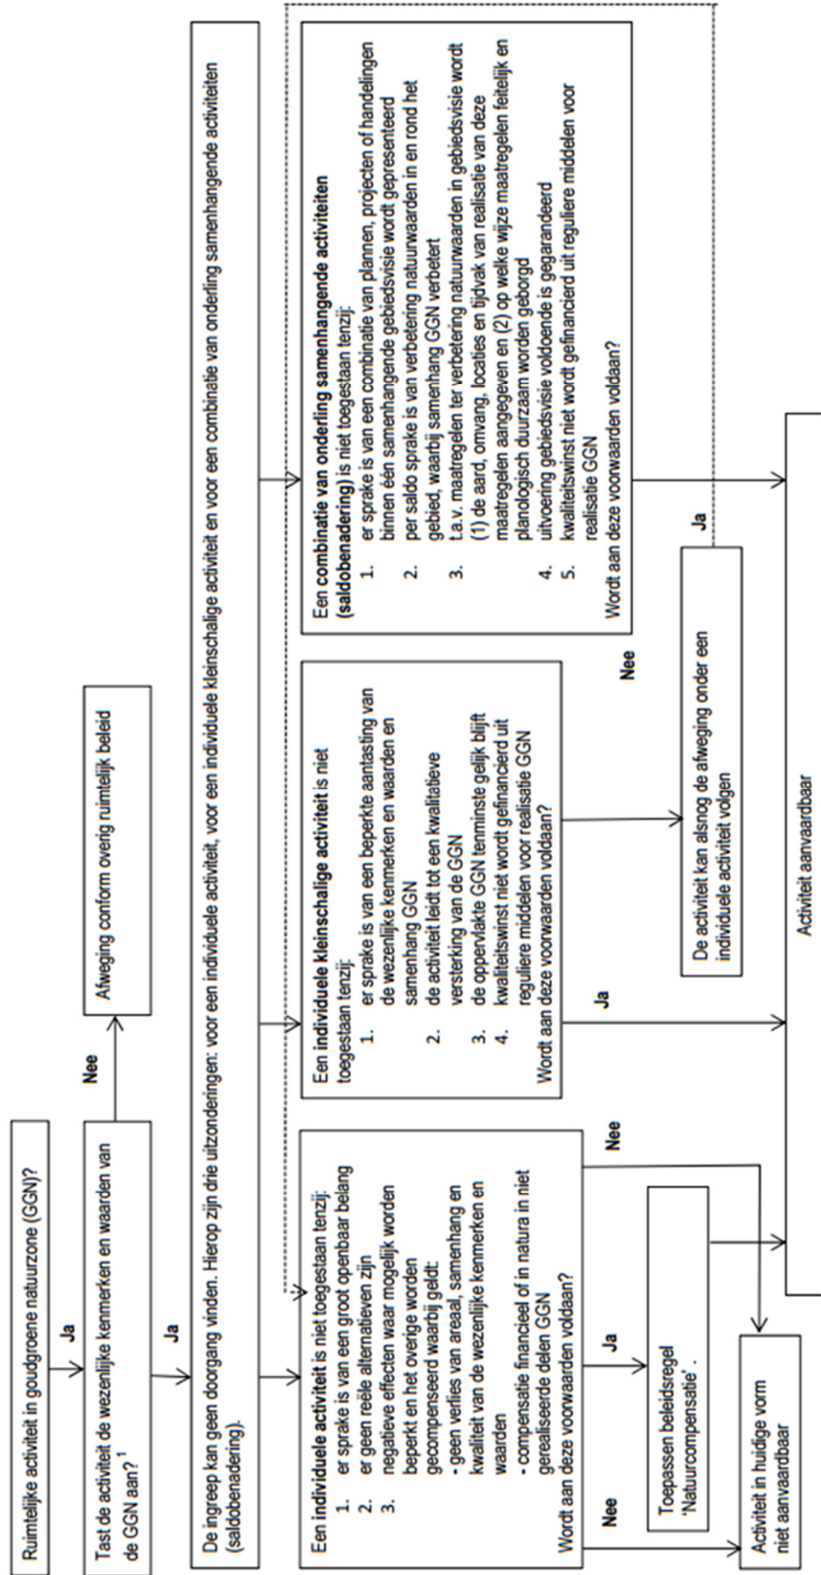 Ruimtelijke activiteit in goudgroene natuurzone (GGN)?
Ja
Tast de activiteit de wezenlijke kenmerken en waarden van
de GGN aan? 1
Nee
Afweging conform overig ruimtelijk beleid
Ja
De ingreep kan geen doorgang vinden. Hierop zijn drie uitzonderingen: voor een individuele activiteit, voor een individuele kleinschalige activiteit en voor een combinatie van onderling samenhangende activiteiten
(saldobenadering).
Een individuele activiteit is niet toegestaan tenzij:
1. er sprake is van een groot openbaar belang
2. er geen reële alternatieven zijn
3. negatieve effecten waar mogelijk worden
beperkt en het overige worden
gecompenseerd waarbij geldt:
- geen verlies van areaal, samenhang en
kwaliteit van de wezenlijke kenmerken en
waarden
- compensatie financieel of in natura in niet
gerealiseerde delen GGN
Wordt aan deze voorwaarden voldaan?
Nee
Ja
Nee
Toepassen beleidsregel
'Natuurcompensatie' .
Activiteit in huidige vorm
niet aanvaardbaar
Een individuele kleinschalige activiteit is niet
toegestaan tenzij:
1. er sprake is van een beperkte aantasting van
de wezenlijke kenmerken en waarden en
samenhang GGN
2. de activiteit leidt tot een kwalitatieve
versterking van de GGN
3. de oppervlakte GGN tenminste gelijk blijft
4. kwaliteitswinst niet wordt gefinancierd uit
reguliere middelen voor realisatie GGN
Wordt aan deze voorwaarden voldaan?
Ja
Nee
De activiteit kan alsnog de afweging onder een
individuele activiteit volgen
Een combinatie van onderling samenhangende activiteiten
(saldobenadering) is niet toegestaan tenzij:
1. er sprake is van een combinatie van plannen, projecten of handelingen
binnen één samenhangende gebiedsvisie wordt gepresenteerd
2. per saldo sprake is van verbetering natuurwaarden in en rond het
gebied, waarbij samenhang GGN verbetert
3. t.a.v. maatregelen ter verbetering natuurwaarden in gebiedsvisie wordt
(1) de aard, omvang, locaties en tijdvak van realisatie van deze
maatregelen aangegeven en (2) op welke wijze maatregelen feitelijk en
planologisch duurzaam worden geborgd
4. uitvoering gebiedsvisie voldoende is gegarandeerd
5. kwaliteitswinst niet wordt gefinancierd uit reguliere middelen voor
realisatie GGN
Wordt aan deze voorwaarden voldaan?
Ja
Activiteit aanvaardbaar